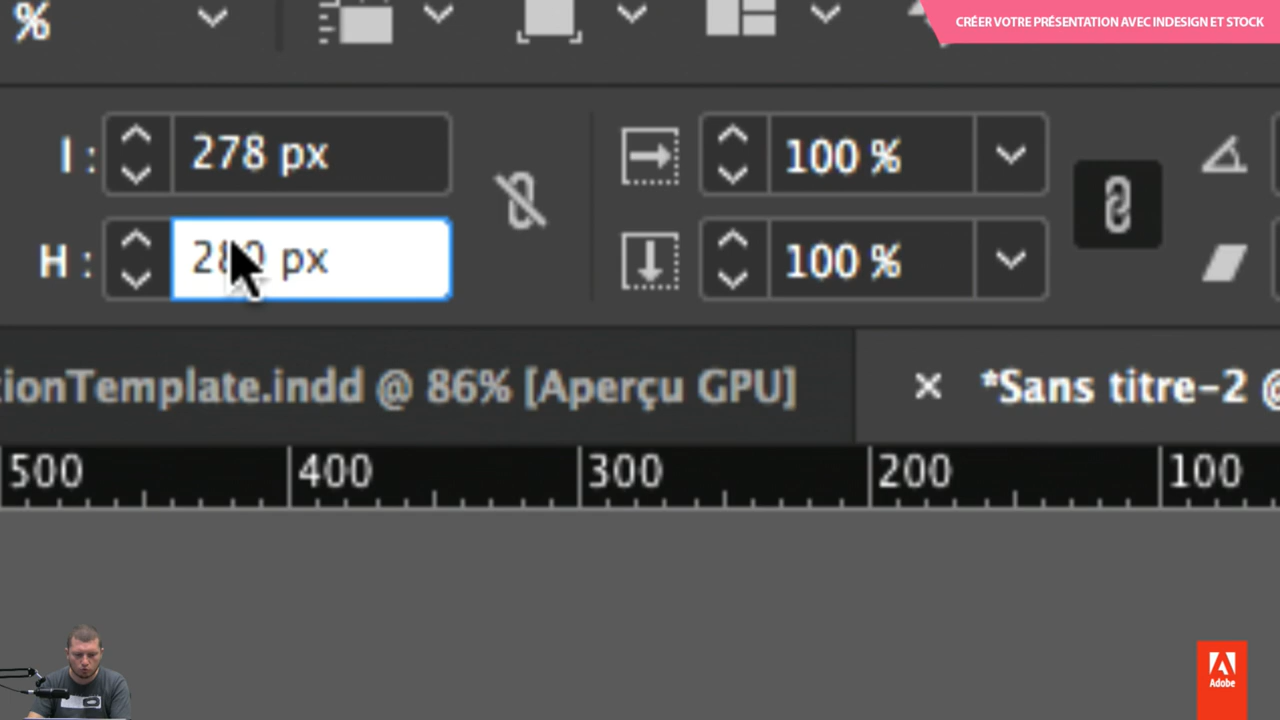 %
CRÉER VOTRE PRÉSENTATION AVEC INDESIGN ET STOCK
I : 278 px
100 %
H : px
100 %
tionTemplate.indd @ 86% [Aperçu GPU]
× *Sans titre-2 @
500 400 300 200 100
Adobe